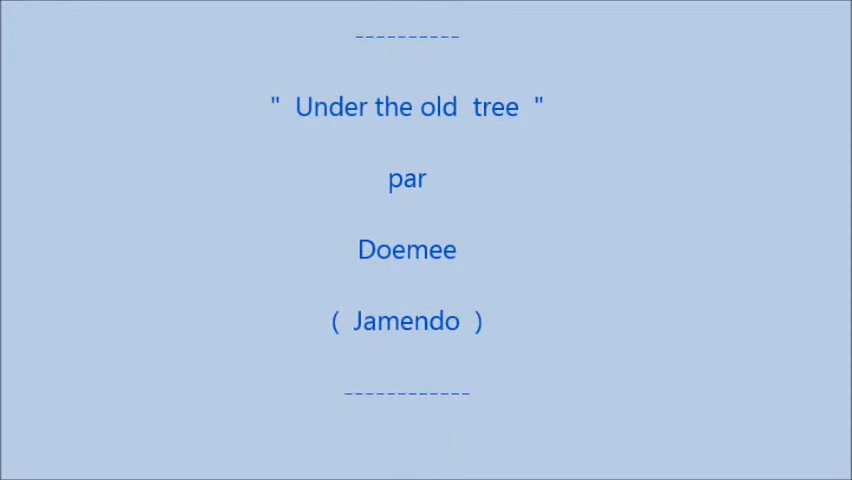 ----------
" Under the old tree "
par
Doemee
( Jamendo )
------------